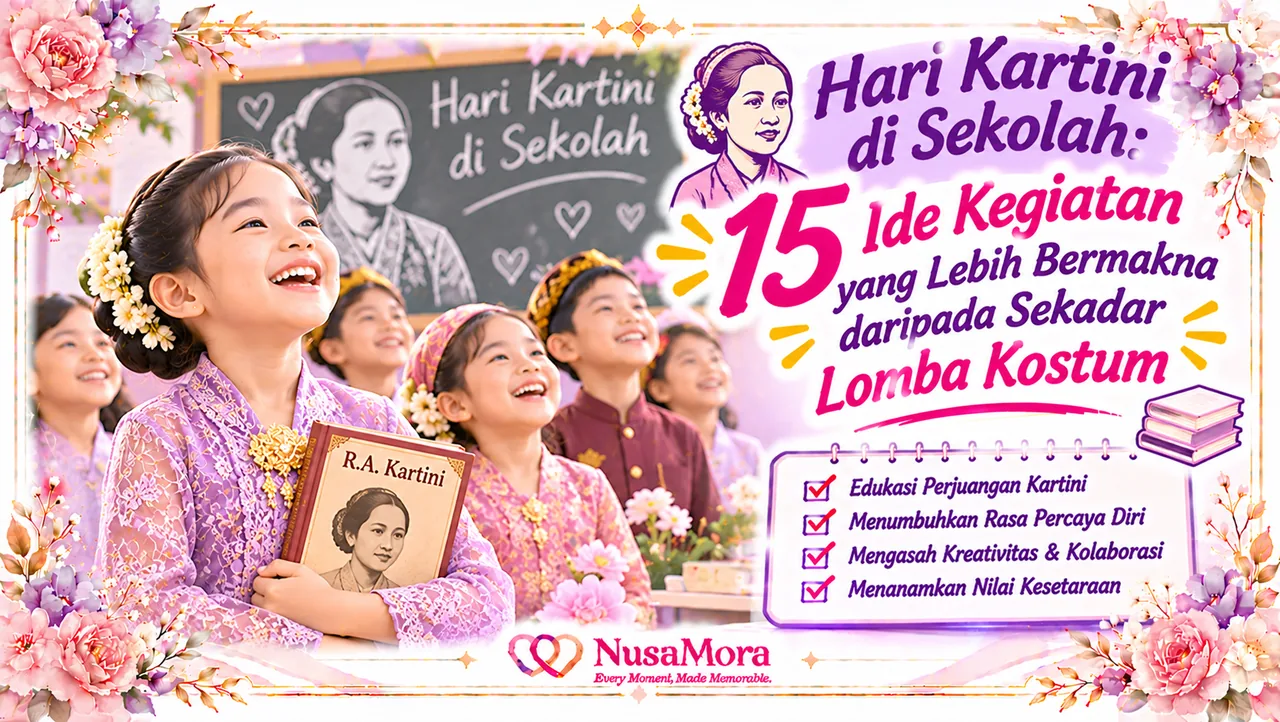 Hari Kartini
di Sekolah
R.A. Kartini
Hari Kartini
di Sekolah:
15 Ide Kegiatan
yang Lebih Bermakna
daripada Sekadar
Lomba Kostum
Edukasi Perjuangan Kartini
Menumbuhkan Rasa Percaya Diri
Mengasah Kreativitas & Kolaborasi
Menanamkan Nilai Kesetaraan
NusaMora
Every Moment, Made Memorable.